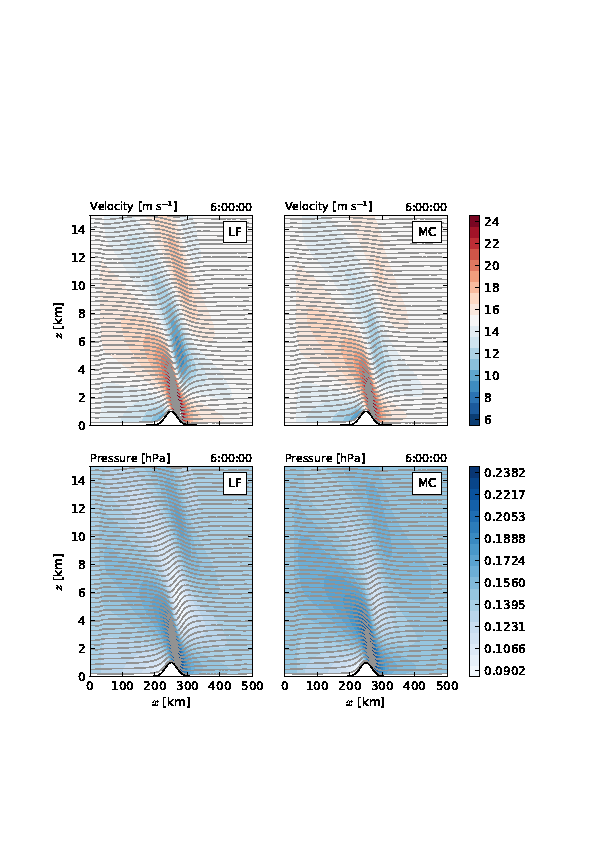 Velocity [m s⁻¹] 6:00:00
Velocity [m s⁻¹] 6:00:00
LF
MC
z [km]
14
12
10
8
6
4
2
0
24
22
20
18
16
14
12
10
8
6
Pressure [hPa] 6:00:00
Pressure [hPa] 6:00:00
LF
MC
z [km]
14
12
10
8
6
4
2
0
0.2382
0.2217
0.2053
0.1888
0.1724
0.1560
0.1395
0.1231
0.1066
0.0902
0 100 200 300 400 500
0 100 200 300 400 500
x [km]
x [km]